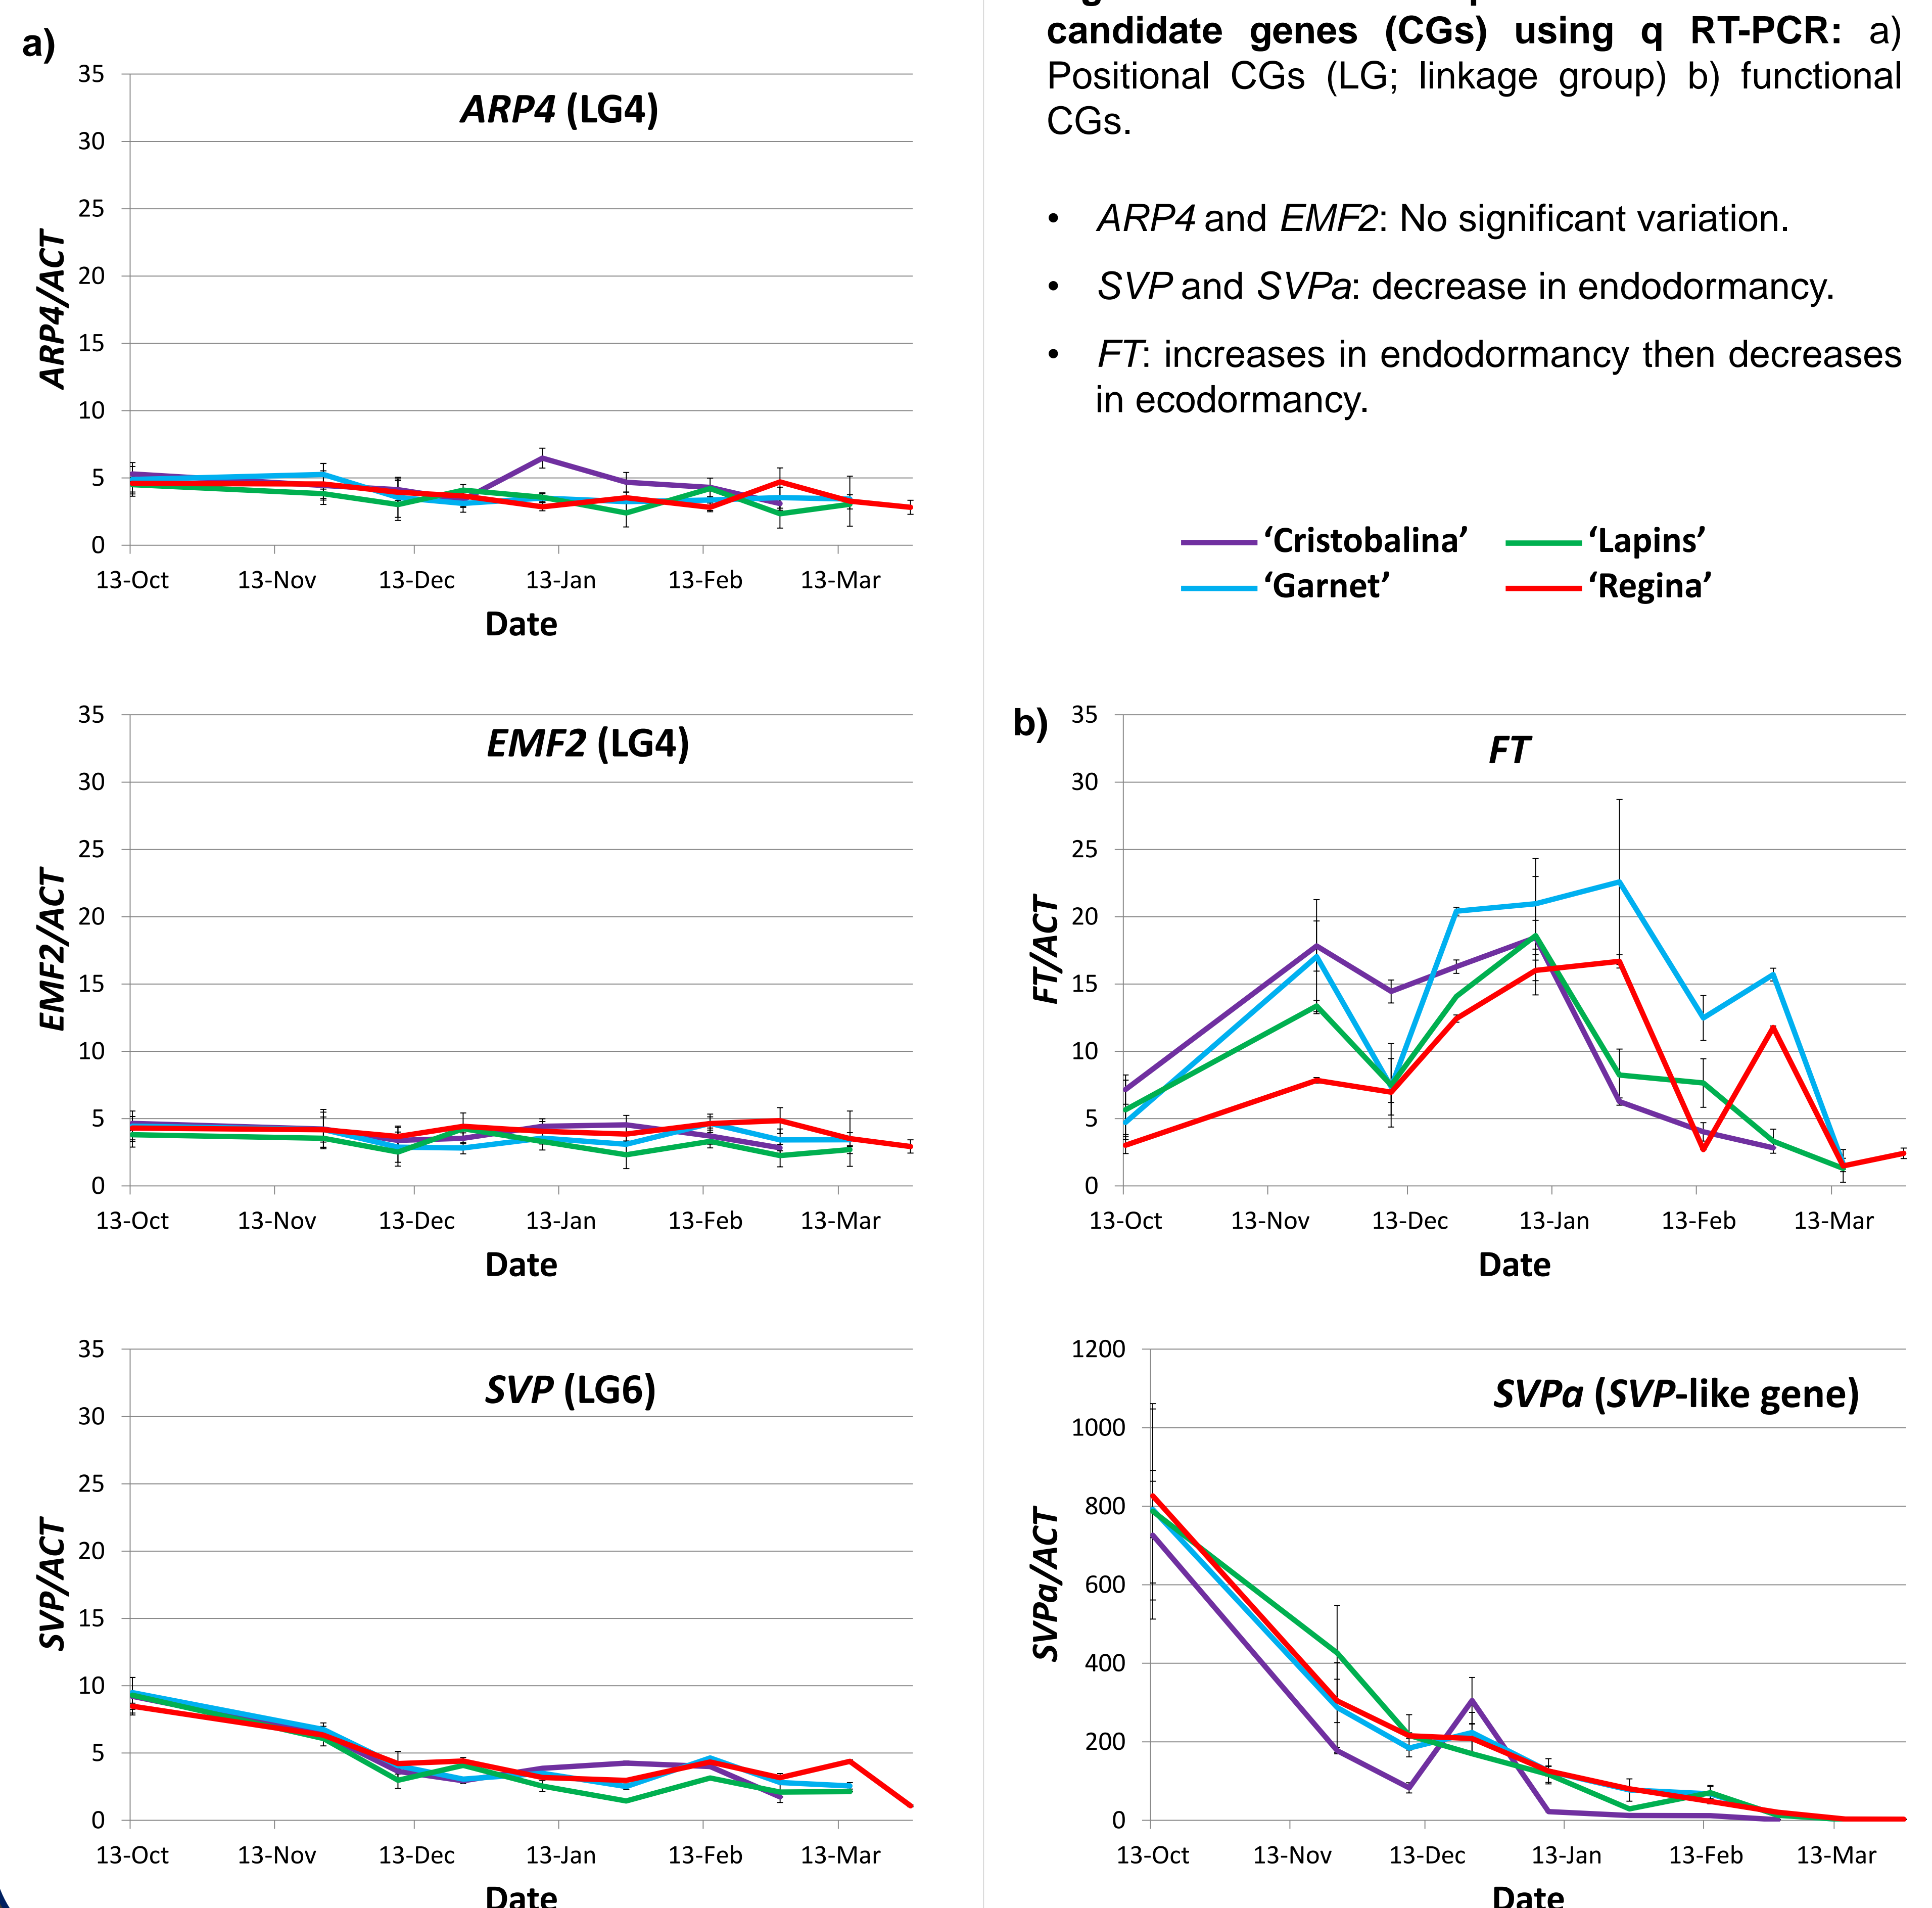 candidate genes (CGs) using q RT-PCR: a)
Positional CGs (LG; linkage group) b) functional
CGs.
• ARP4 and EMF2: No significant variation.
• SVP and SVPa: decrease in endodormancy.
• FT: increases in endodormancy then decreases
in ecodormancy.
‘Cristobalina’ ‘Lapins’
‘Garnet’ ‘Regina’
a)
ARP4 (LG4)
ARP4/ACT
35
30
25
20
15
10
5
0
13-Oct 13-Nov 13-Dec 13-Jan 13-Feb 13-Mar
Date
EMF2 (LG4)
EMF2/ACT
35
30
25
20
15
10
5
0
13-Oct 13-Nov 13-Dec 13-Jan 13-Feb 13-Mar
Date
SVP (LG6)
SVP/ACT
35
30
25
20
15
10
5
0
13-Oct 13-Nov 13-Dec 13-Jan 13-Feb 13-Mar
Date
b)
FT
FT/ACT
35
30
25
20
15
10
5
0
13-Oct 13-Nov 13-Dec 13-Jan 13-Feb 13-Mar
Date
SVPa (SVP-like gene)
SVPa/ACT
1200
1000
800
600
400
200
0
13-Oct 13-Nov 13-Dec 13-Jan 13-Feb 13-Mar
Date